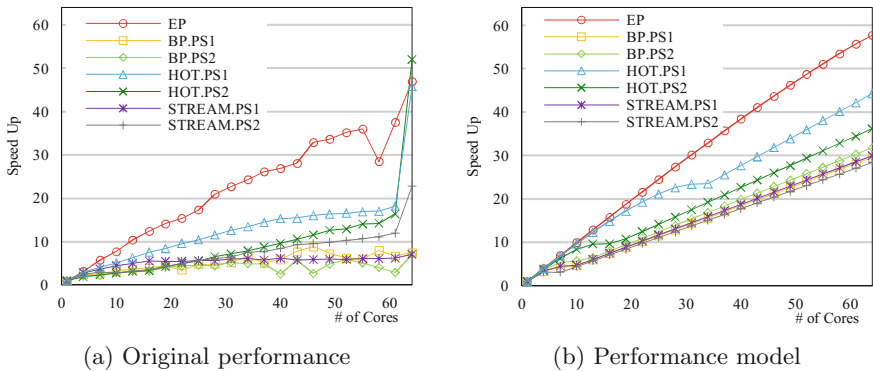 60
50
40
30
20
10
0
Speed Up
EP
BP.PS1
BP.PS2
HOT.PS1
HOT.PS2
STREAM.PS1
STREAM.PS2
0 10 20 30 40 50 60
# of Cores
(a) Original performance
60
50
40
30
20
10
0
Speed Up
EP
BP.PS1
BP.PS2
HOT.PS1
HOT.PS2
STREAM.PS1
STREAM.PS2
0 10 20 30 40 50 60
# of Cores
(b) Performance model